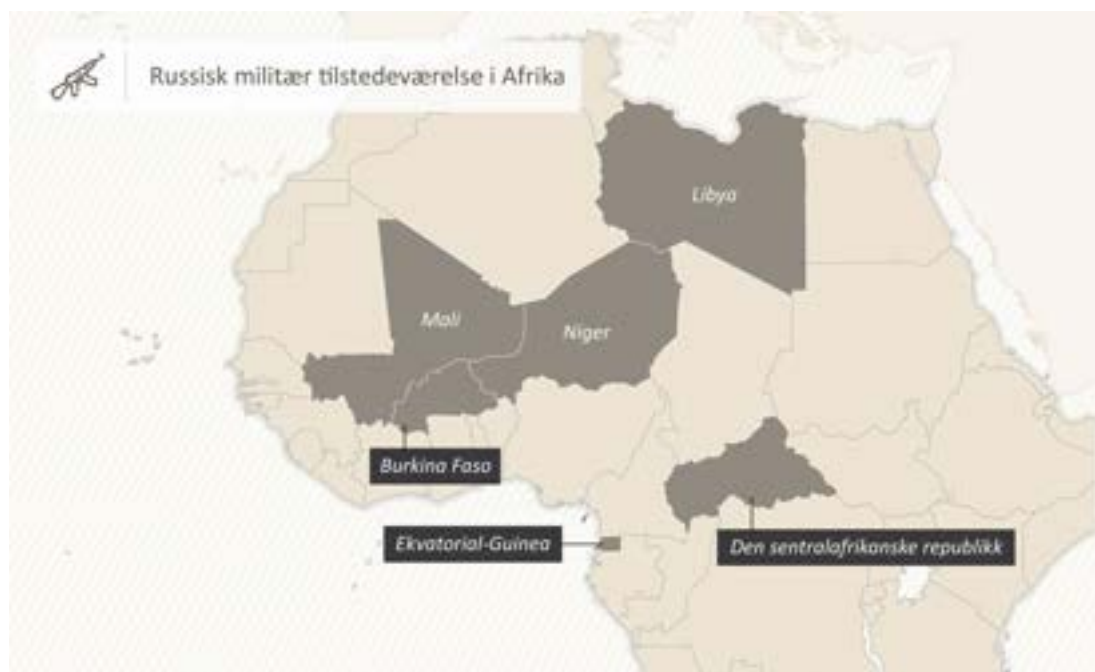 Russisk militær tilstedeværelse i Afrika
Libya
Mali
Niger
Burkina Faso
Ekvatorial-Guinea
Den sentralafrikanske republikk